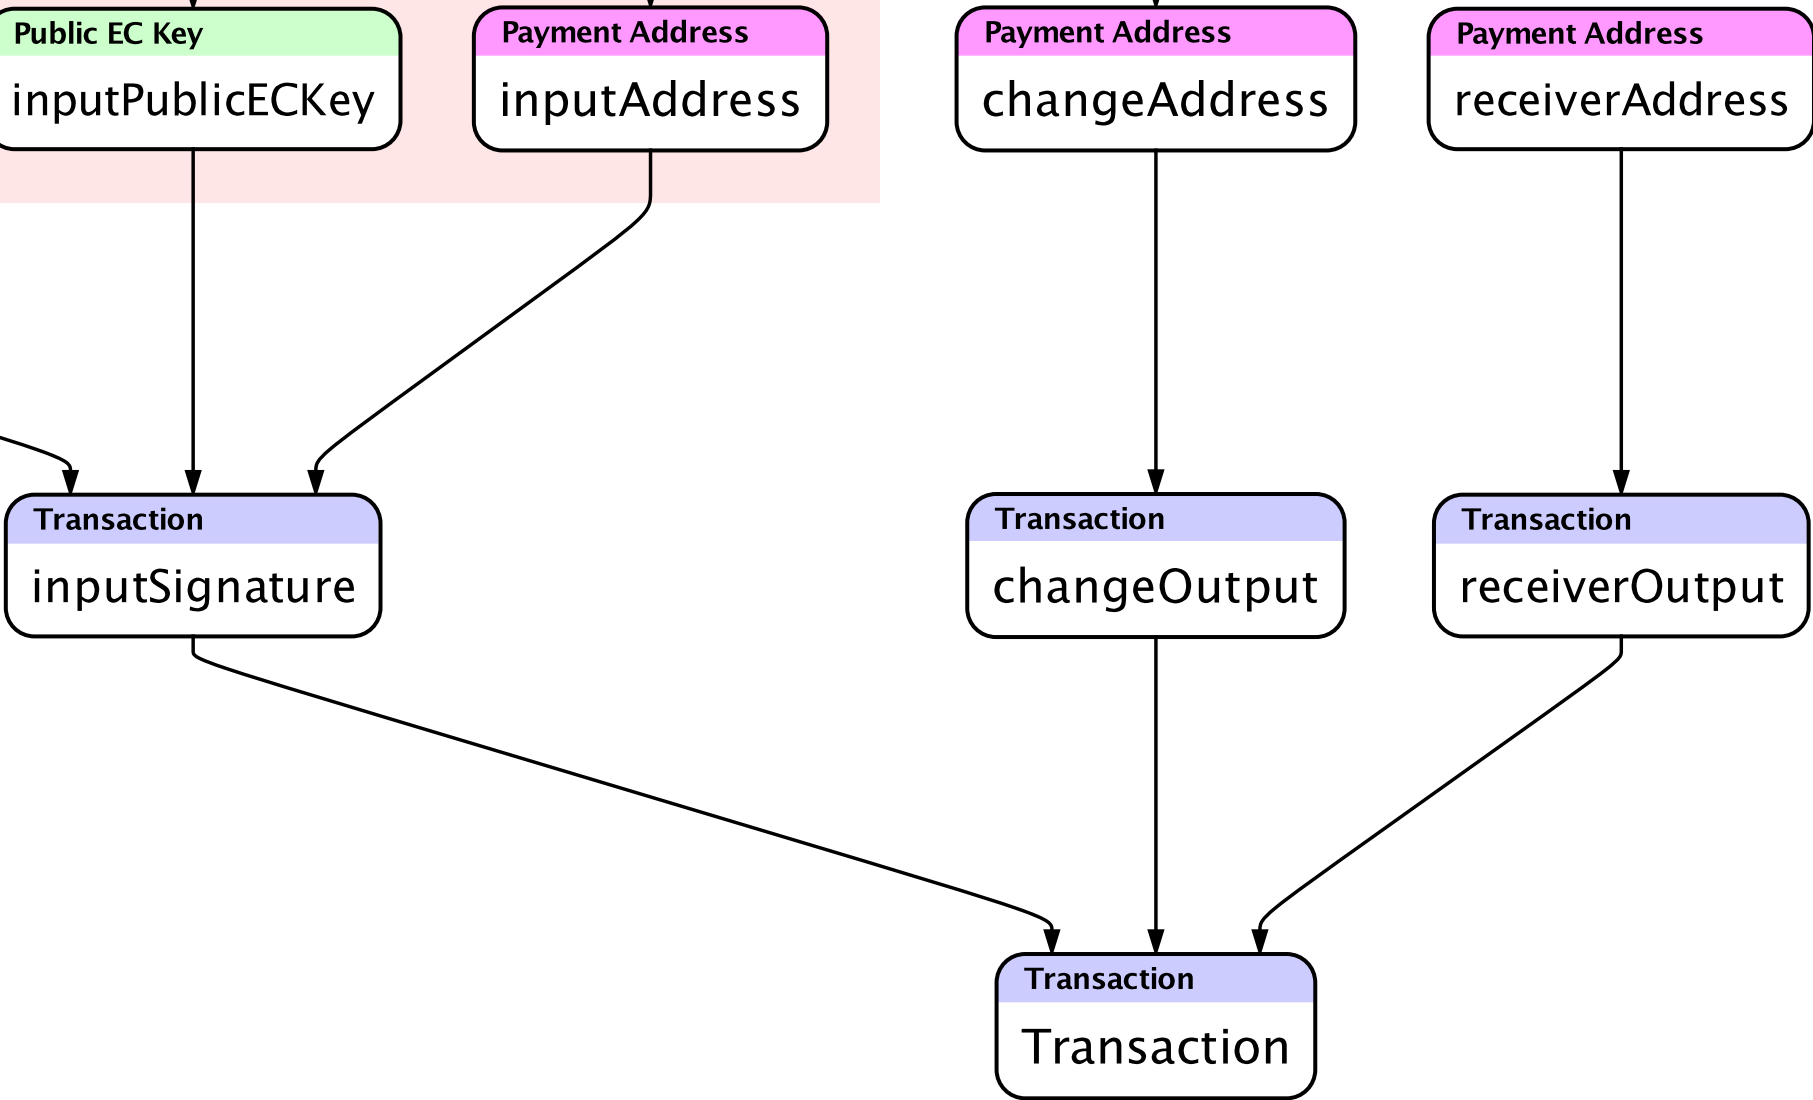 Public EC Key
inputPublicECKey
Payment Address
inputAddress
Payment Address
changeAddress
Payment Address
receiverAddress
Transaction
inputSignature
Transaction
changeOutput
Transaction
receiverOutput
Transaction
Transaction